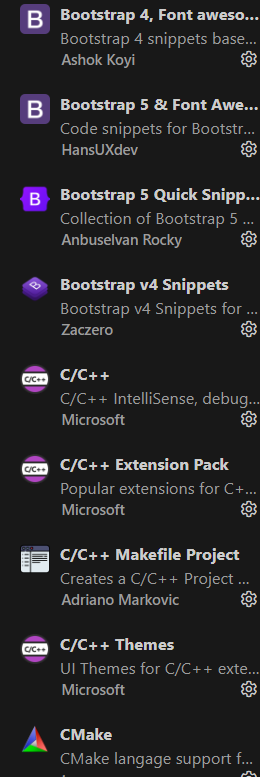 Bootstrap 4, Font aweso...
Bootstrap 4 snippets base...
Ashok Koyi
Bootstrap 5 & Font Awe...
Code snippets for Bootstr...
HansUXdev
Bootstrap 5 Quick Snipp...
Collection of Bootstrap 5 ...
Anbuselvan Rocky
Bootstrap v4 Snippets
Bootstrap v4 Snippets for ...
Zaczero
C/C++
C/C++
C/C++ IntelliSense, debug...
Microsoft
C/C++
C/C++ Extension Pack
Popular extensions for C+...
Microsoft
C/C++ Makefile Project
Creates a C/C++ Project ...
Adriano Markovic
C/C++
C/C++ Themes
UI Themes for C/C++ exte...
Microsoft
CMake
CMake langage support f...